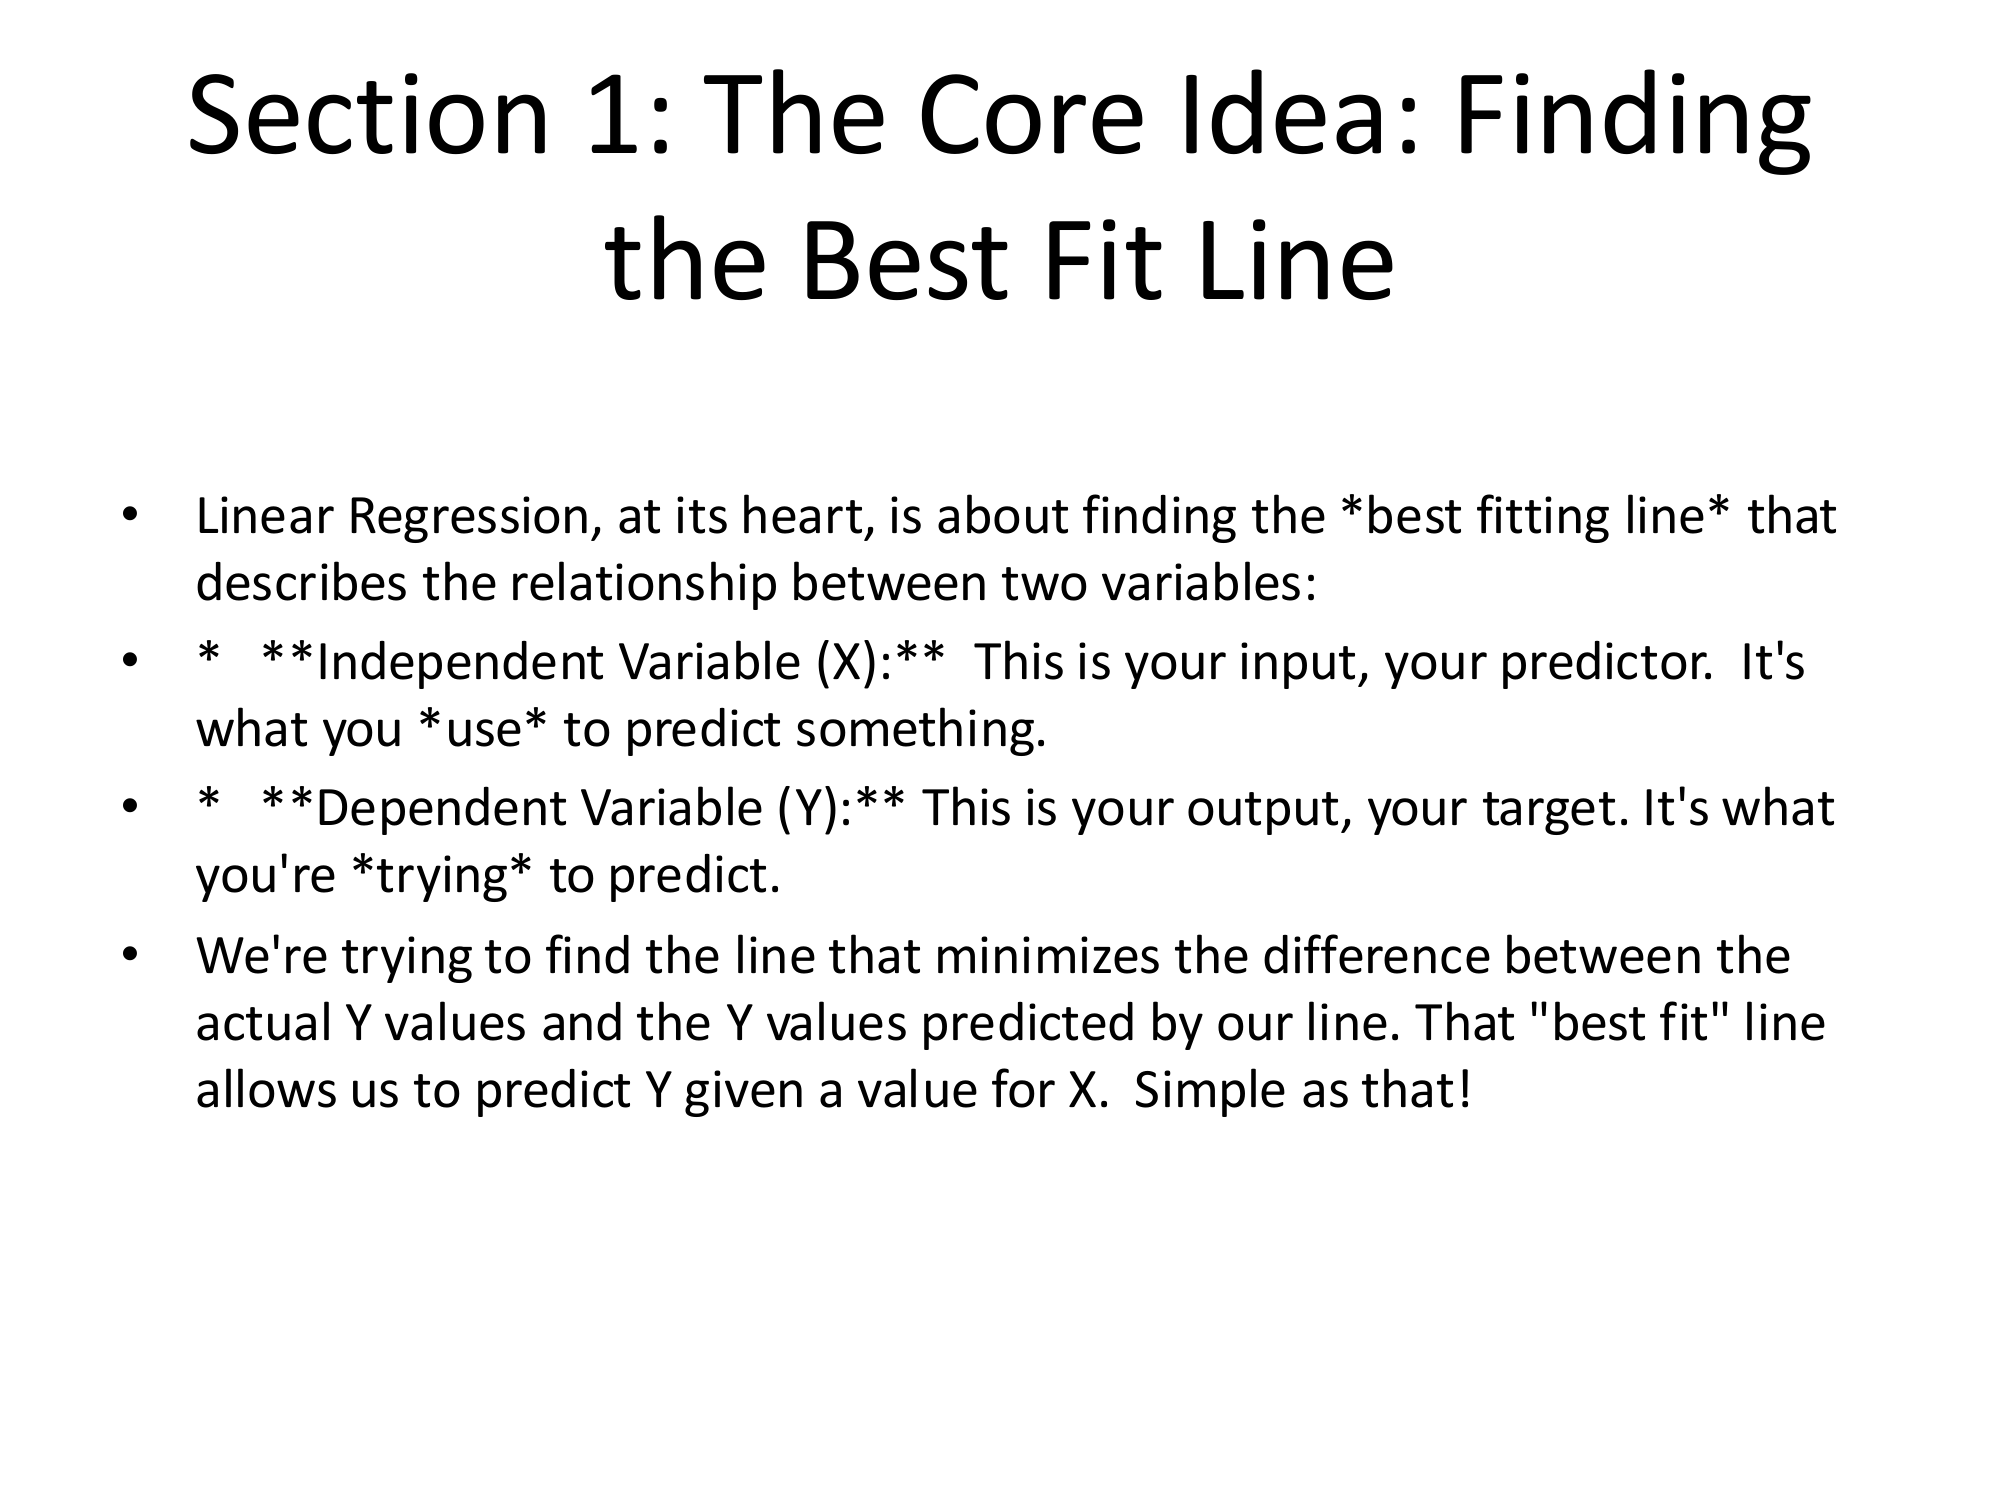 Section 1: The Core Idea: Finding
the Best Fit Line
• Linear Regression, at its heart, is about finding the *best fitting line* that
describes the relationship between two variables:
• *   **Independent Variable (X):**  This is your input, your predictor.  It's
what you *use* to predict something.
• *   **Dependent Variable (Y):** This is your output, your target. It's what
you're *trying* to predict.
• We're trying to find the line that minimizes the difference between the
actual Y values and the Y values predicted by our line. That "best fit" line
allows us to predict Y given a value for X.  Simple as that!